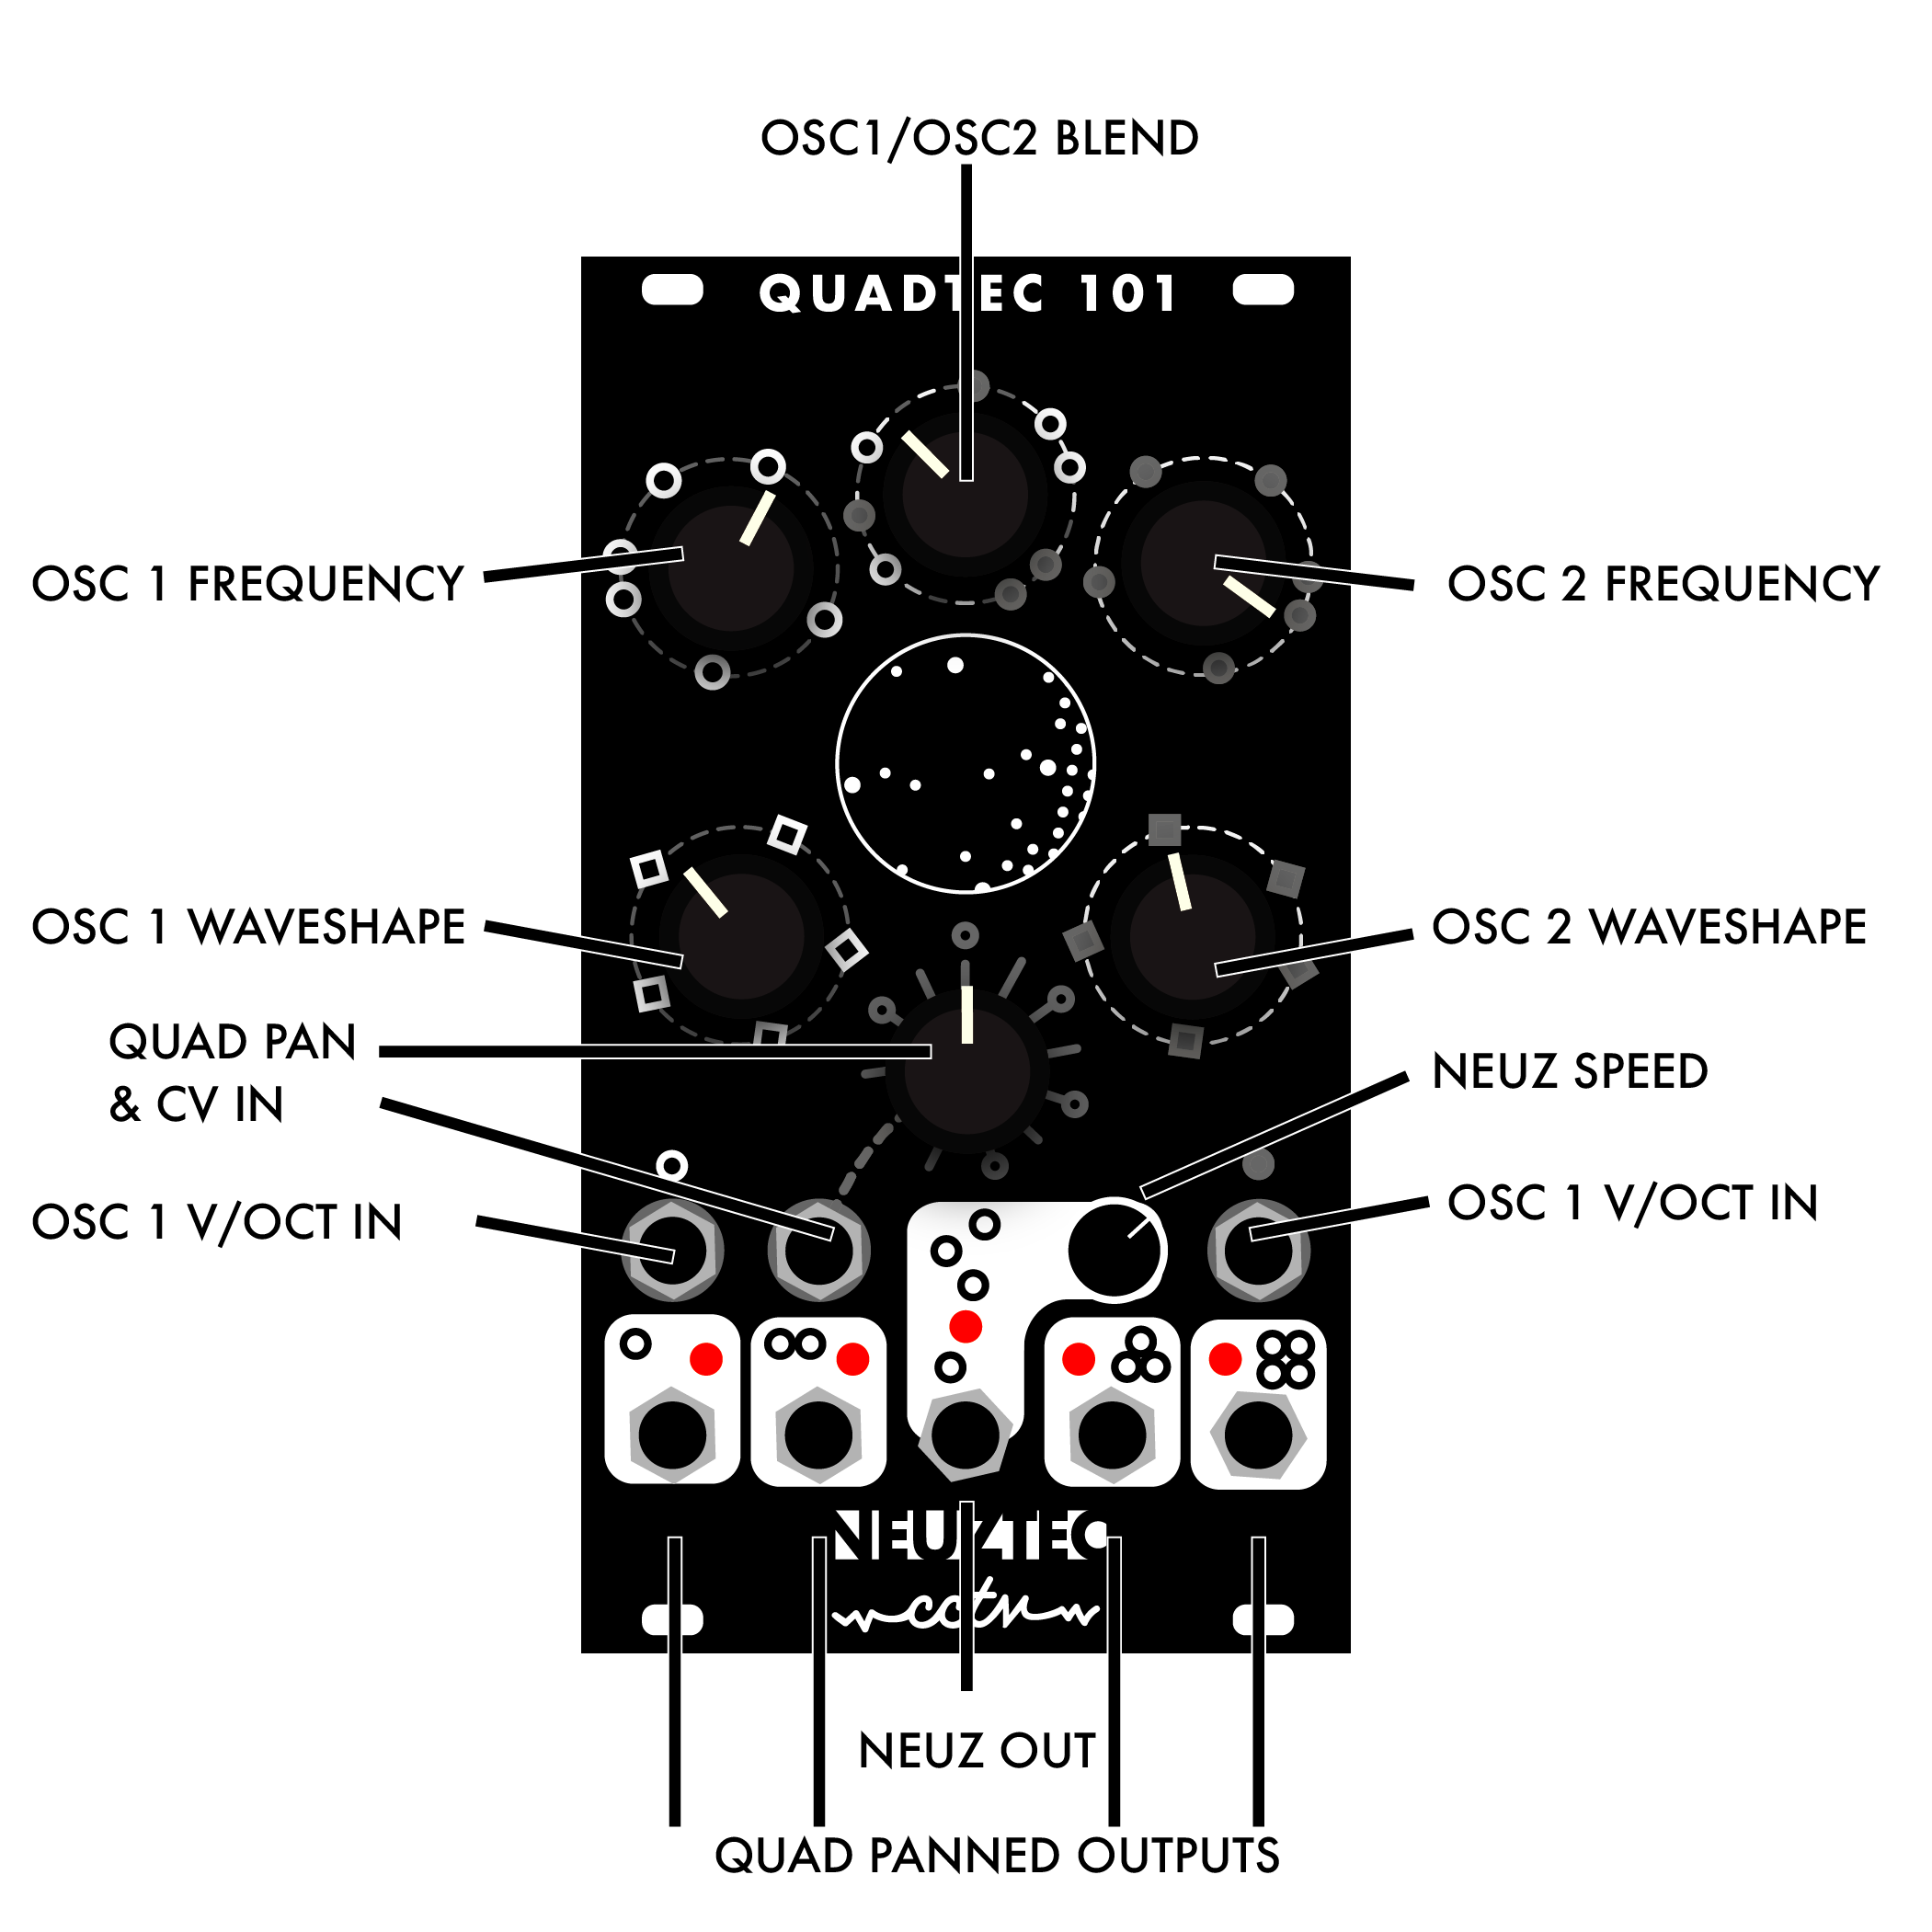 OSC1/OSC2 BLEND
QUADTEC 101
OSC 1 FREQUENCY
OSC 2 FREQUENCY
OSC 1 WAVESHAPE
OSC 2 WAVESHAPE
QUAD PAN
& CV IN
NEUZ SPEED
OSC 1 V/OCT IN
OSC 1 V/OCT IN
NEUZTEC
NEUZ OUT
QUAD PANNED OUTPUTS